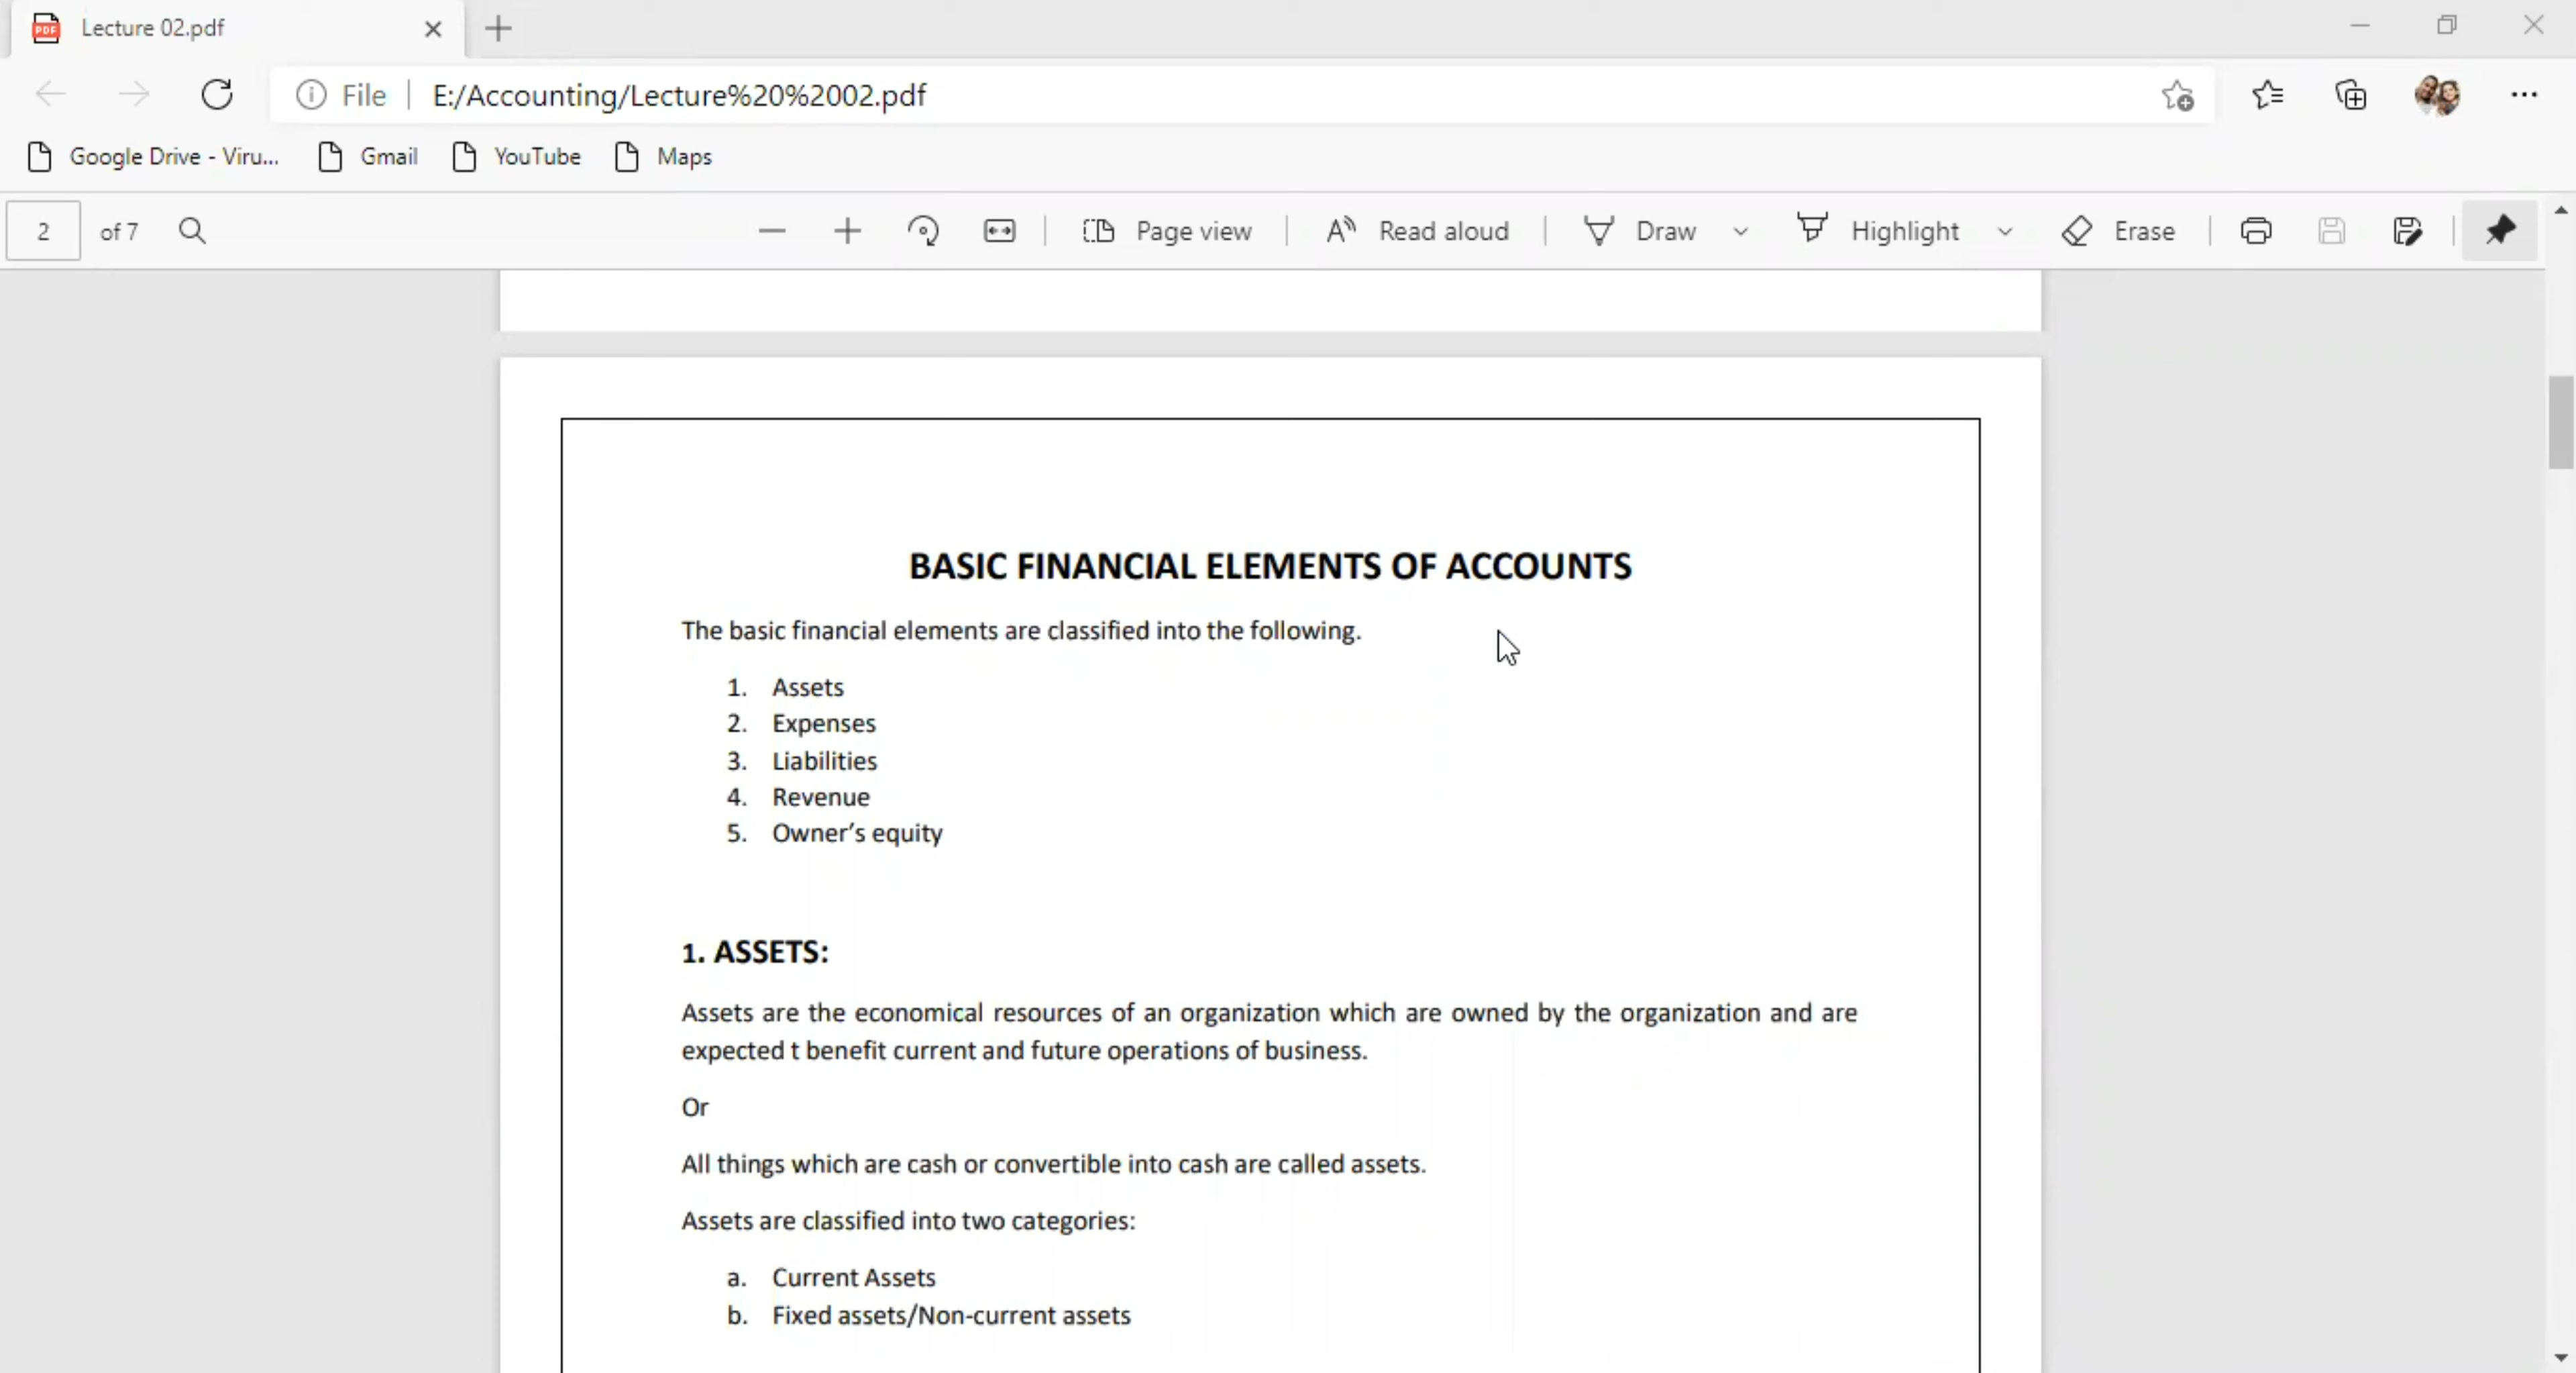 Lecture 02.pdf
File E:/Accounting/Lecture%20%2002.pdf
Google Drive - Viru... Gmail YouTube Maps
2 of 7 Page view Read aloud Draw Highlight Erase
BASIC FINANCIAL ELEMENTS OF ACCOUNTS
The basic financial elements are classified into the following.
1. Assets
2. Expenses
3. Liabilities
4. Revenue
5. Owner’s equity
1. ASSETS:
Assets are the economical resources of an organization which are owned by the organization and are
expected t benefit current and future operations of business.
Or
All things which are cash or convertible into cash are called assets.
Assets are classified into two categories:
a. Current Assets
b. Fixed assets/Non-current assets